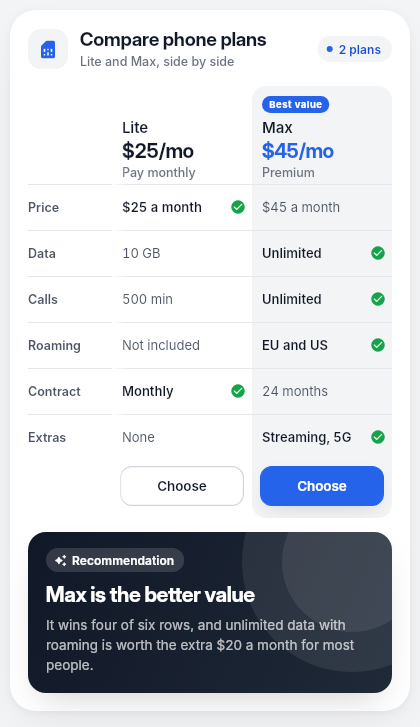 Compare phone plans
Lite and Max, side by side
2 plans
Best value
Lite
Max
$25/mo
$45/mo
Pay monthly
Premium
Price
$25 a month
$45 a month
Data
10 GB
Unlimited
Calls
500 min
Unlimited
Roaming
Not included
EU and US
Contract
Monthly
24 months
Extras
None
Streaming, 5G
Choose
Choose
Recommendation
Max is the better value
It wins four of six rows, and unlimited data with
roaming is worth the extra $20 a month for most
people.